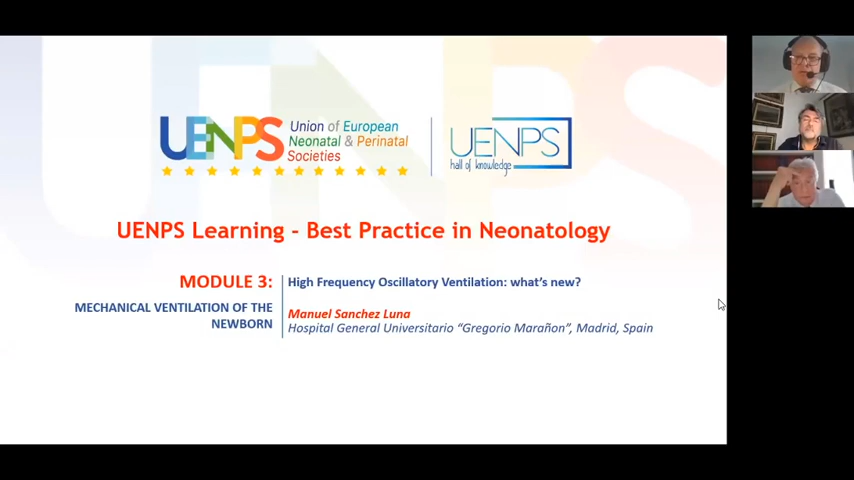 UENPS
Union of European
Neonatal & Perinatal
Societies
UENPS
hall of knowledge
UENPS Learning - Best Practice in Neonatology
MODULE 3:
MECHANICAL VENTILATION OF THE
NEWBORN
High Frequency Oscillatory Ventilation: what's new?
Manuel Sanchez Luna
Hospital General Universitario “Gregorio Marañon”, Madrid, Spain